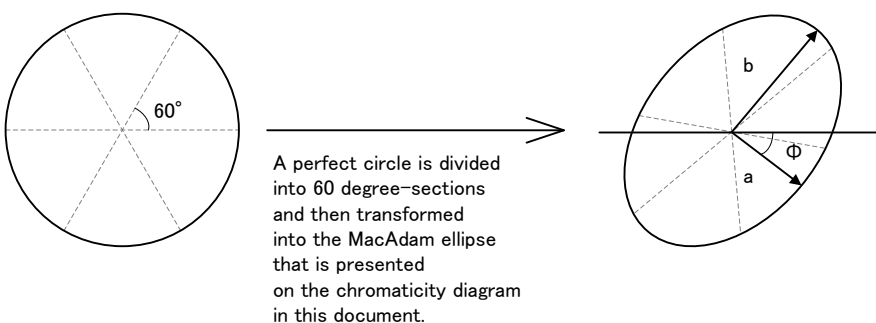 60°
A perfect circle is divided
into 60 degree-sections
and then transformed
into the MacAdam ellipse
that is presented
on the chromaticity diagram
in this document.
b
Φ
a